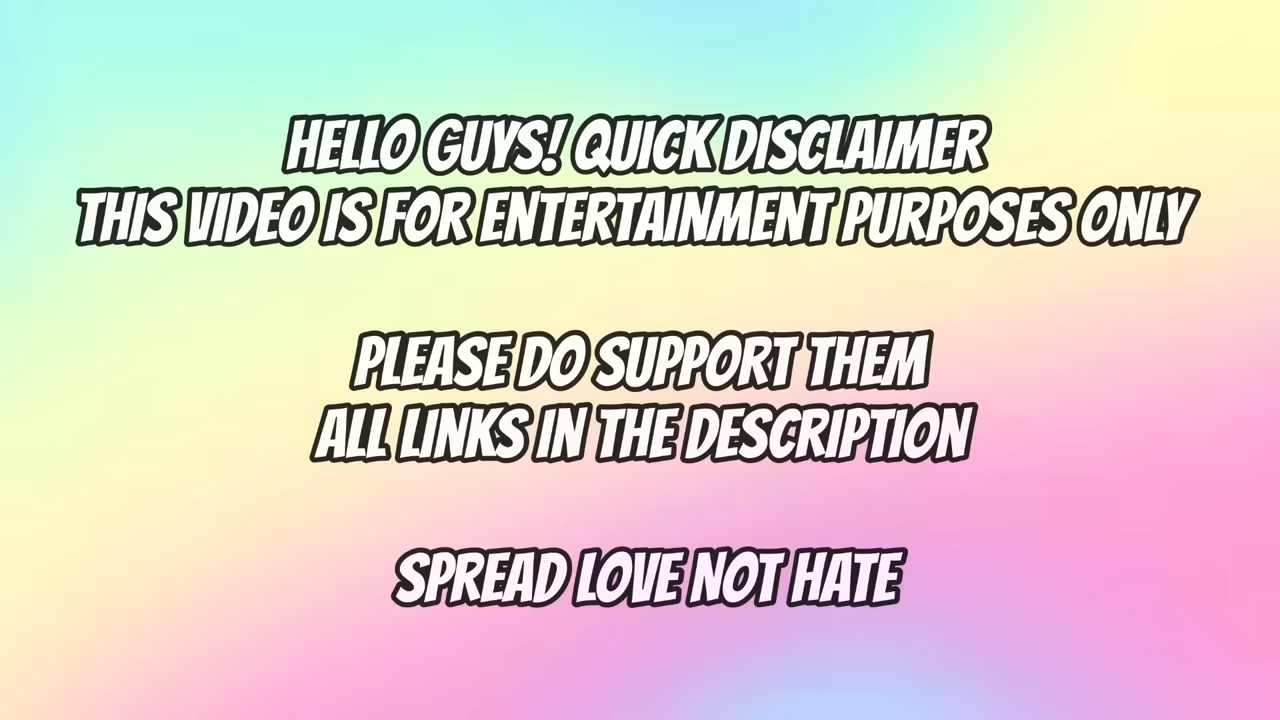 HELLO GUYS! QUICK DISCLAIMER
THIS VIDEO IS FOR ENTERTAINMENT PURPOSES ONLY
PLEASE DO SUPPORT THEM
ALL LINKS IN THE DESCRIPTION
SPREAD LOVE NOT HATE